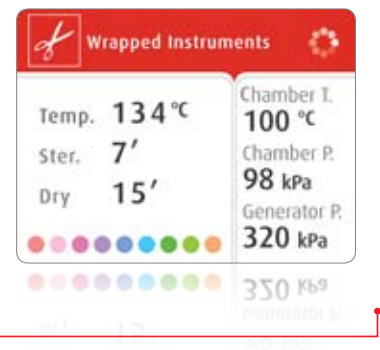 Wrapped Instruments
Temp. 134°C
Ster. 7′
Dry 15′
Chamber T.
100 °C
Chamber P.
98 kPa
Generator P.
320 kPa